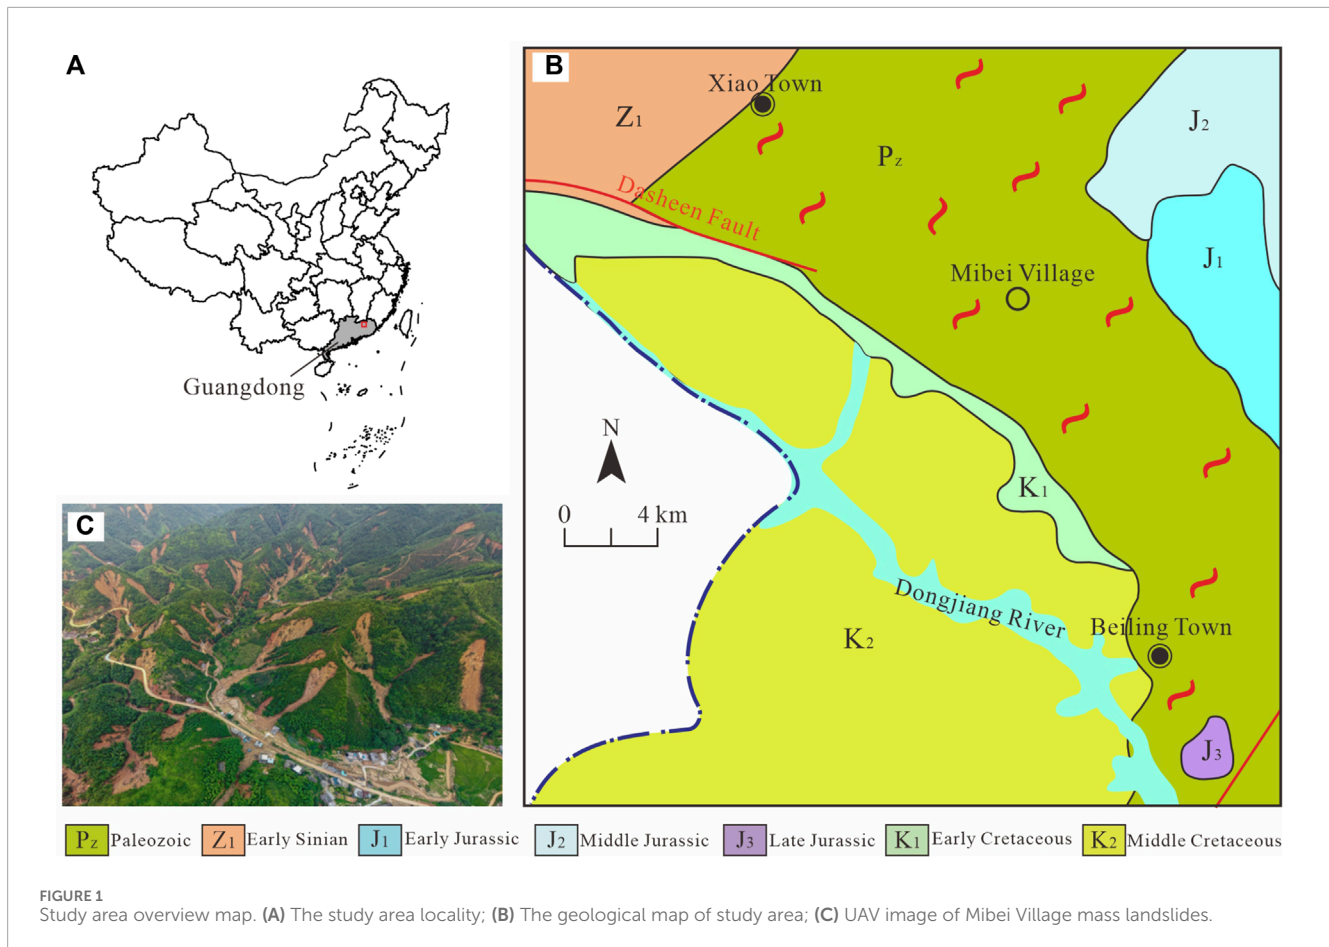 A
Guangdong
B
Xiao Town
Z1
Pz
J2
Dasheen Fault
J1
Mibei Village
N
0 4 km
K1
Dongjiang River
Beiling Town
K2
J3
C
Pz Paleozoic Z1 Early Sinian J1 Early Jurassic J2 Middle Jurassic J3 Late Jurassic K1 Early Cretaceous K2 Middle Cretaceous
FIGURE 1
Study area overview map. (A) The study area locality; (B) The geological map of study area; (C) UAV image of Mibei Village mass landslides.